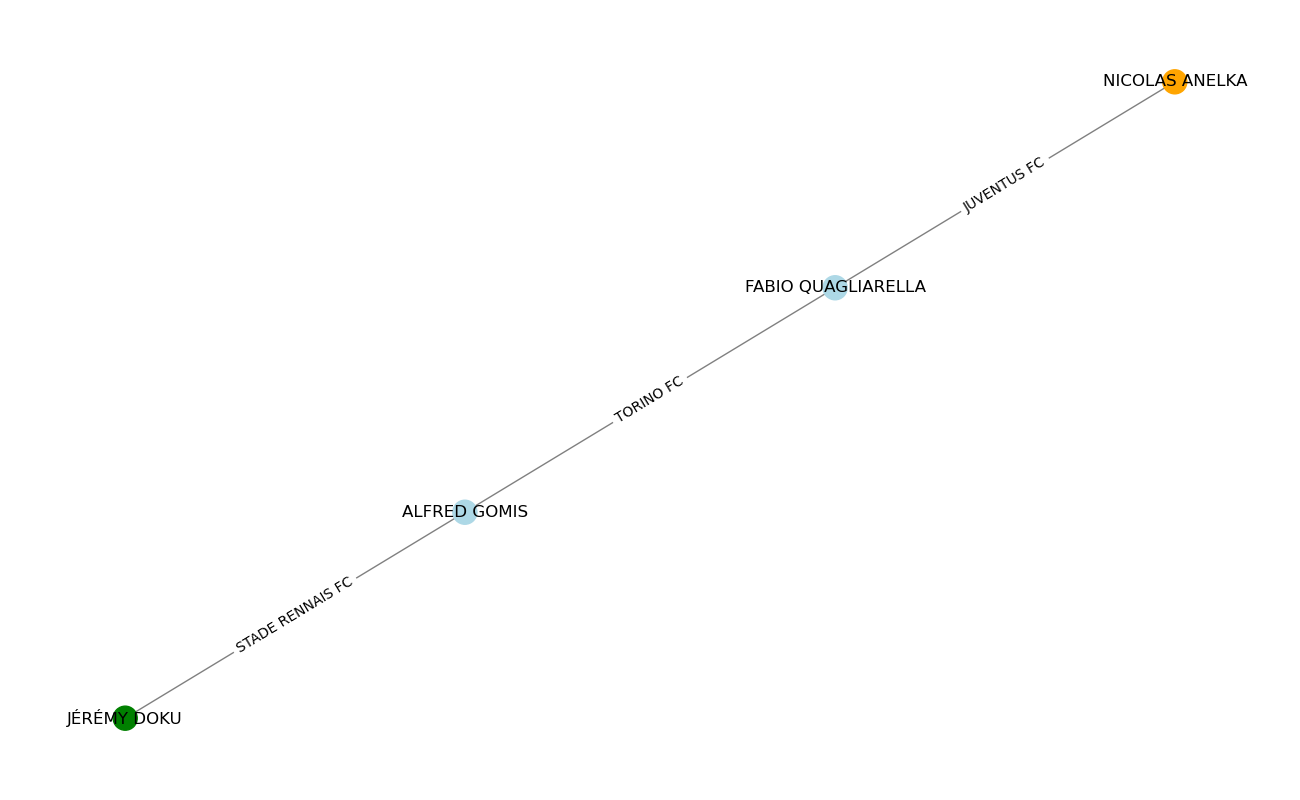 NICOLAS ANELKA
JUVENTUS FC
FABIO QUAGLIARELLA
TORINO FC
ALFRED GOMIS
STADE RENNAIS FC
JÉRÉMY DOKU